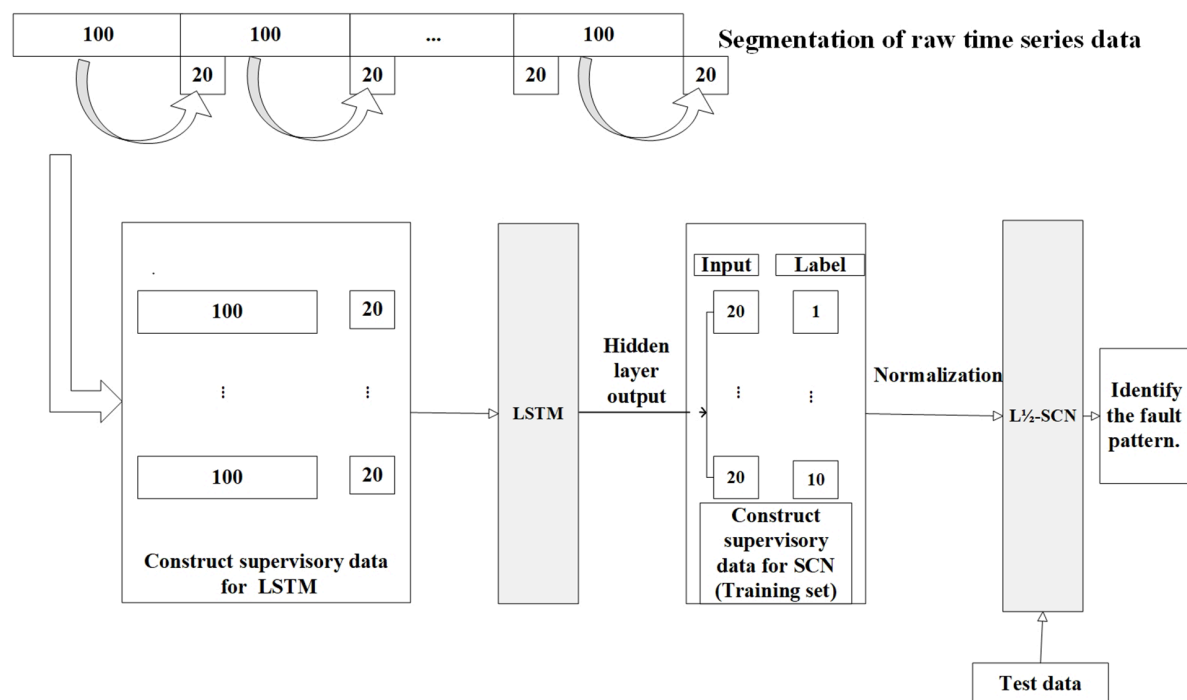 100
100
...
100
Segmentation of raw time series data
20
20
20
20
100
20
...
...
100
20
Construct supervisory data
for LSTM
LSTM
Hidden
layer
output
Input
Label
20
1
...
...
20
10
Construct
supervisory
data for SCN
(Training set)
Normalization
L½-SCN
Identify
the fault
pattern.
Test data